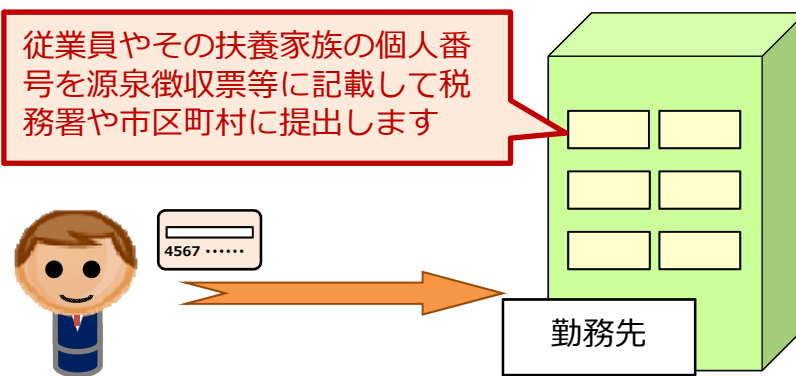 従業員やその扶養家族の個人番
号を源泉徴収票等に記載して税
務署や市区町村に提出します
4567 ‥‥‥
勤務先